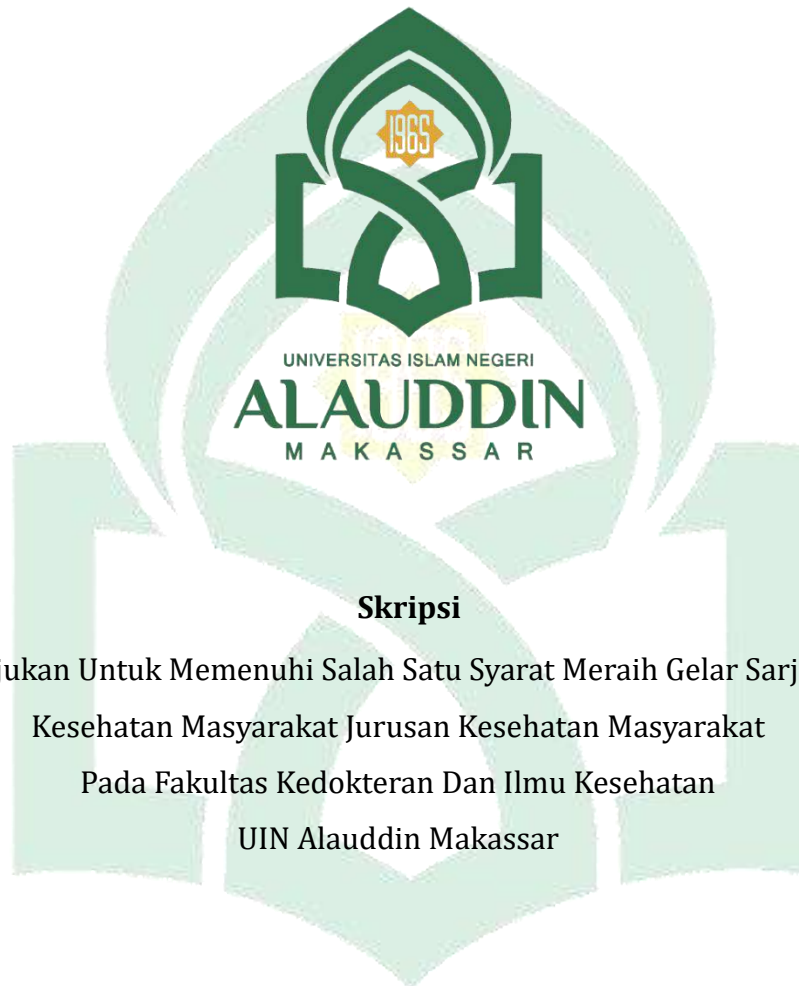 1965
UNIVERSITAS ISLAM NEGERI
ALAUDDIN
MAKASSAR
Skripsi
Untuk Memenuhi Salah Satu Syarat Meraih Gelar
Kesehatan Masyarakat Jurusan Kesehatan Masyarakat
Pada Fakultas Kedokteran Dan Ilmu Kesehatan
UIN Alauddin Makassar